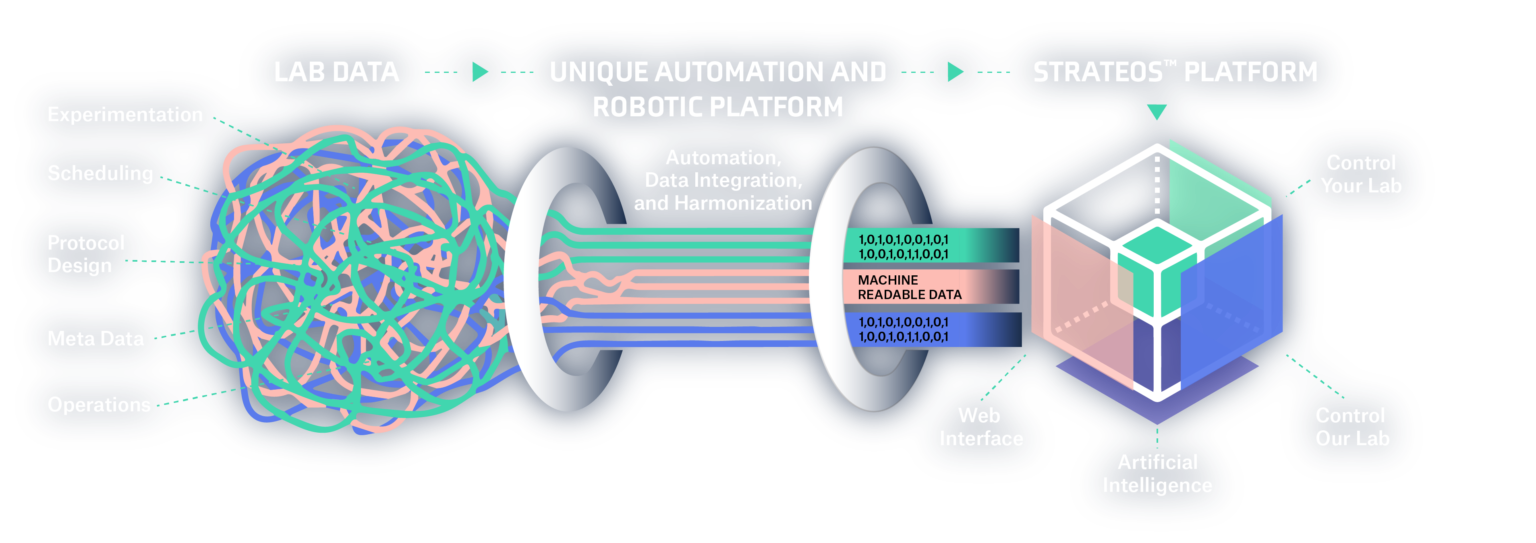 LAB DATA
UNIQUE AUTOMATION AND
ROBOTIC PLATFORM
STRATEOS™ PLATFORM
Experimentation
Scheduling
Protocol
Design
Meta Data
Operations
Automation,
Data Integration,
and Harmonization
1,0,1,0,1,0,0,1,0,1
1,0,0,1,0,1,1,0,0,1
MACHINE
READABLE DATA
1,0,1,0,1,0,0,1,0,1
1,0,0,1,0,1,1,0,0,1
Control
Your Lab
Web
Interface
Artificial
Intelligence
Control
Our Lab